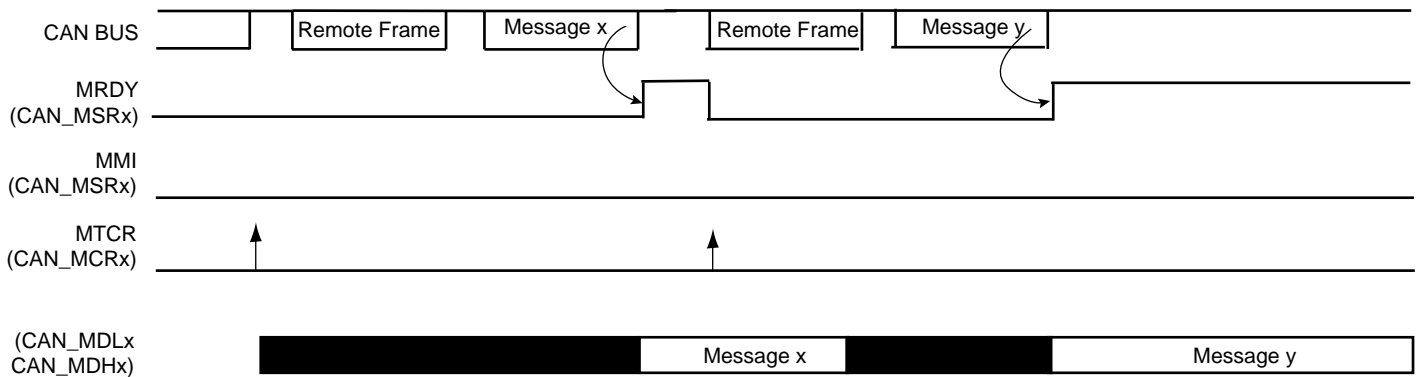 CAN BUS
Remote Frame
Message x
Remote Frame
Message y
MRDY
(CAN_MSRx)
MMI
(CAN_MSRx)
MTCR
(CAN_MCRx)
(CAN_MDLx
CAN_MDHx)
Message x
Message y